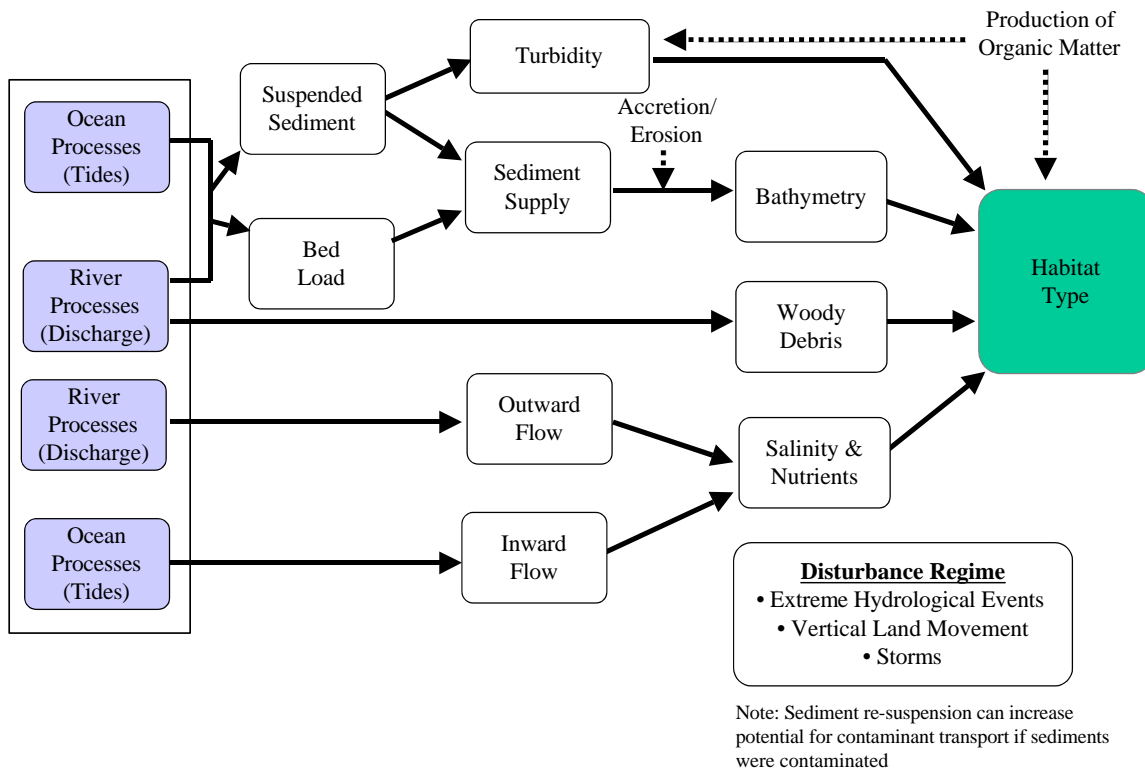 Production of
Organic Matter
Turbidity
Suspended
Sediment
Accretion/
Erosion
Ocean
Processes
(Tides)
Sediment
Supply
Bathymetry
Bed
Load
River
Processes
(Discharge)
Habitat
Type
Woody
Debris
River
Processes
(Discharge)
Outward
Flow
Salinity &
Nutrients
Ocean
Processes
(Tides)
Inward
Flow
Disturbance Regime
• Extreme Hydrological Events
• Vertical Land Movement
• Storms
Note: Sediment re-suspension can increase
potential for contaminant transport if sediments
were contaminated